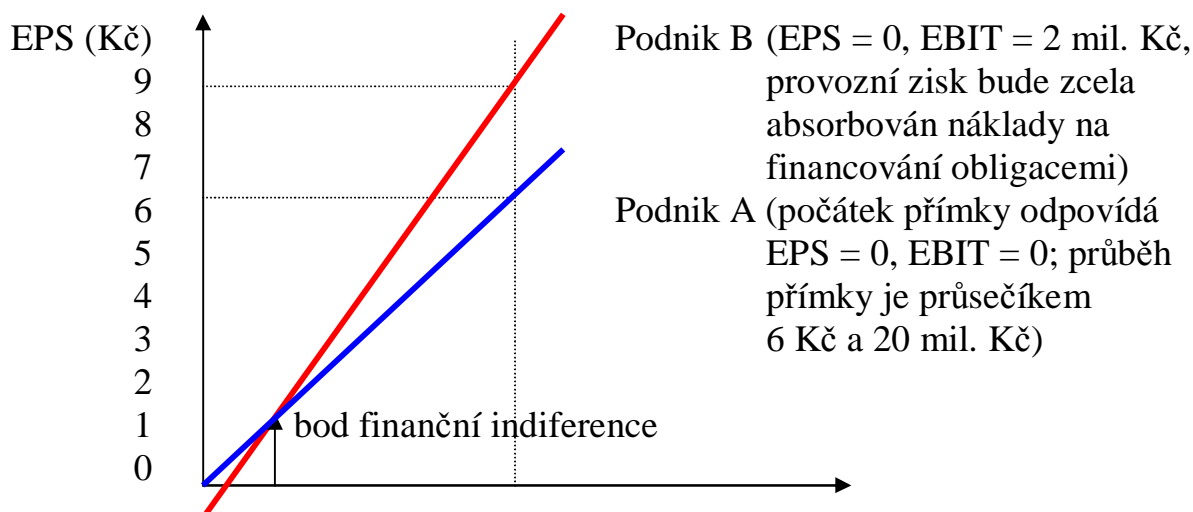 EPS (Kč)
9
8
7
6
5
4
3
2
1
0
bod finanční indiference
Podnik B (EPS = 0, EBIT = 2 mil. Kč,
provozní zisk bude zcela
absorbován náklady na
financování obligacemi)
Podnik A (počátek přímky odpovídá
EPS = 0, EBIT = 0; průběh
přímky je průsečíkem
6 Kč a 20 mil. Kč)